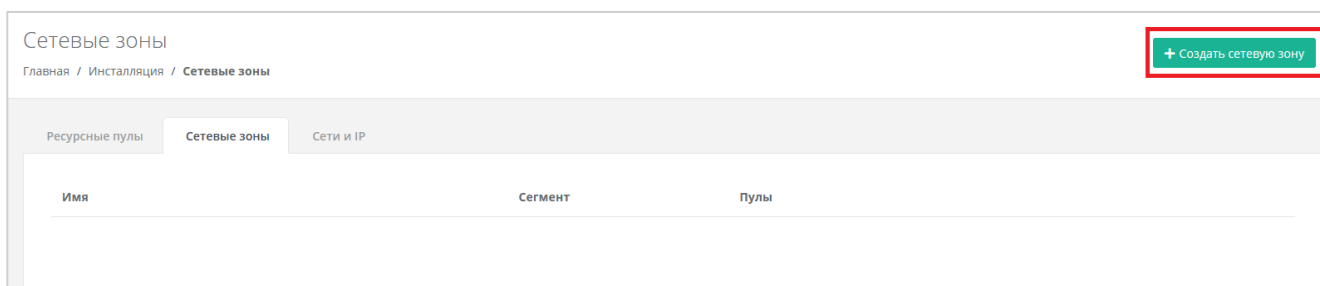 Сетевые зоны
+ Создать сетевую зону
Главная / Инсталляция / Сетевые зоны
Ресурсные пулы Сетевые зоны Сети и IP
Имя Сегмент Пулы